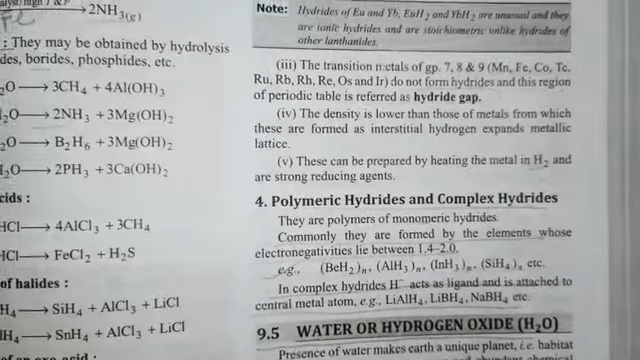 2NH3(g)
Fe
: They may be obtained by hydrolysis
des, borides, phosphides, etc.
O ⟶ 3CH4 + 4Al(OH)3
O ⟶ 2NH3 + 3Mg(OH)2
O ⟶ B2H6 + 3Mg(OH)2
O ⟶ 2PH3 + 3Ca(OH)2
cids :
HCl ⟶ 4AlCl3 + 3CH4
HCl ⟶ FeCl2 + H2S
of halides :
H4 ⟶ SiH4 + AlCl3 + LiCl
lH4 ⟶ SnH4 + AlCl3 + LiCl
Note: Hydrides of Eu and Yb, EuH2 and YbH2 are unusual and they
are ionic hydrides and are stoichiometric unlike hydrides of
other lanthanides.
(iii) The transition metals of gp. 7, 8 & 9 (Mn, Fe, Co, Tc,
Ru, Rb, Rh, Re, Os and Ir) do not form hydrides and this region
of periodic table is referred as hydride gap.
(iv) The density is lower than those of metals from which
these are formed as interstitial hydrogen expands metallic
lattice.
(v) These can be prepared by heating the metal in H2 and
are strong reducing agents.
4. Polymeric Hydrides and Complex Hydrides
They are polymers of monomeric hydrides.
Commonly they are formed by the elements whose
electronegativities lie between 1.4–2.0.
e.g., (BeH2)n, (AlH3)n, (InH3)n, (SiH4)n etc.
In complex hydrides H⁻ acts as ligand and is attached to
central metal atom, e.g., LiAlH4, LiBH4, NaBH4 etc.
9.5 WATER OR HYDROGEN OXIDE (H2O)
Presence of water makes earth a unique planet, i.e. habitat